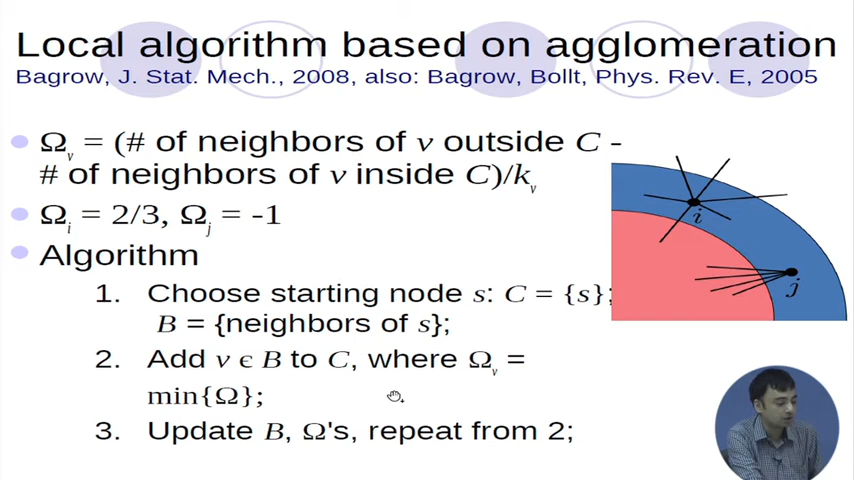 Local algorithm based on agglomeration
Bagrow, J. Stat. Mech., 2008, also: Bagrow, Bollt, Phys. Rev. E, 2005
Ωv = (# of neighbors of v outside C -
# of neighbors of v inside C)/kv
Ωi = 2/3, Ωj = -1
Algorithm
1. Choose starting node s: C = {s};
B = {neighbors of s};
2. Add v ϵ B to C, where Ωv =
min{Ω};
3. Update B, Ω's, repeat from 2;
i
j